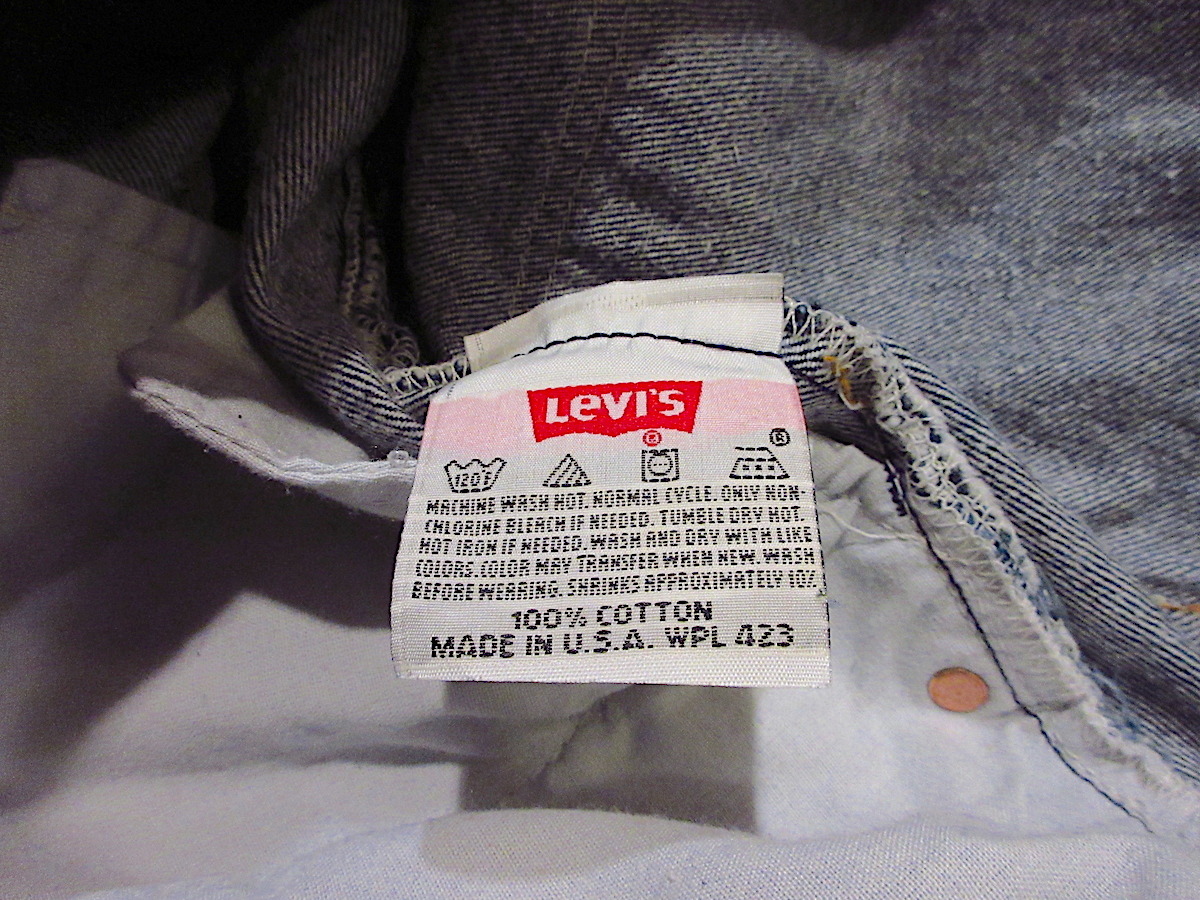 Levi's
®
®
120F
MACHINE WASH HOT. NORMAL CYCLE. ONLY NON-
CHLORINE BLEACH IF NEEDED. TUMBLE DRY HOT.
HOT IRON IF NEEDED. WASH AND DRY WITH LIKE
COLORS. COLOR MAY TRANSFER WHEN NEW. WASH
BEFORE WEARING. SHRINKS APPROXIMATELY 10%
100% COTTON
MADE IN U.S.A. WPL 423